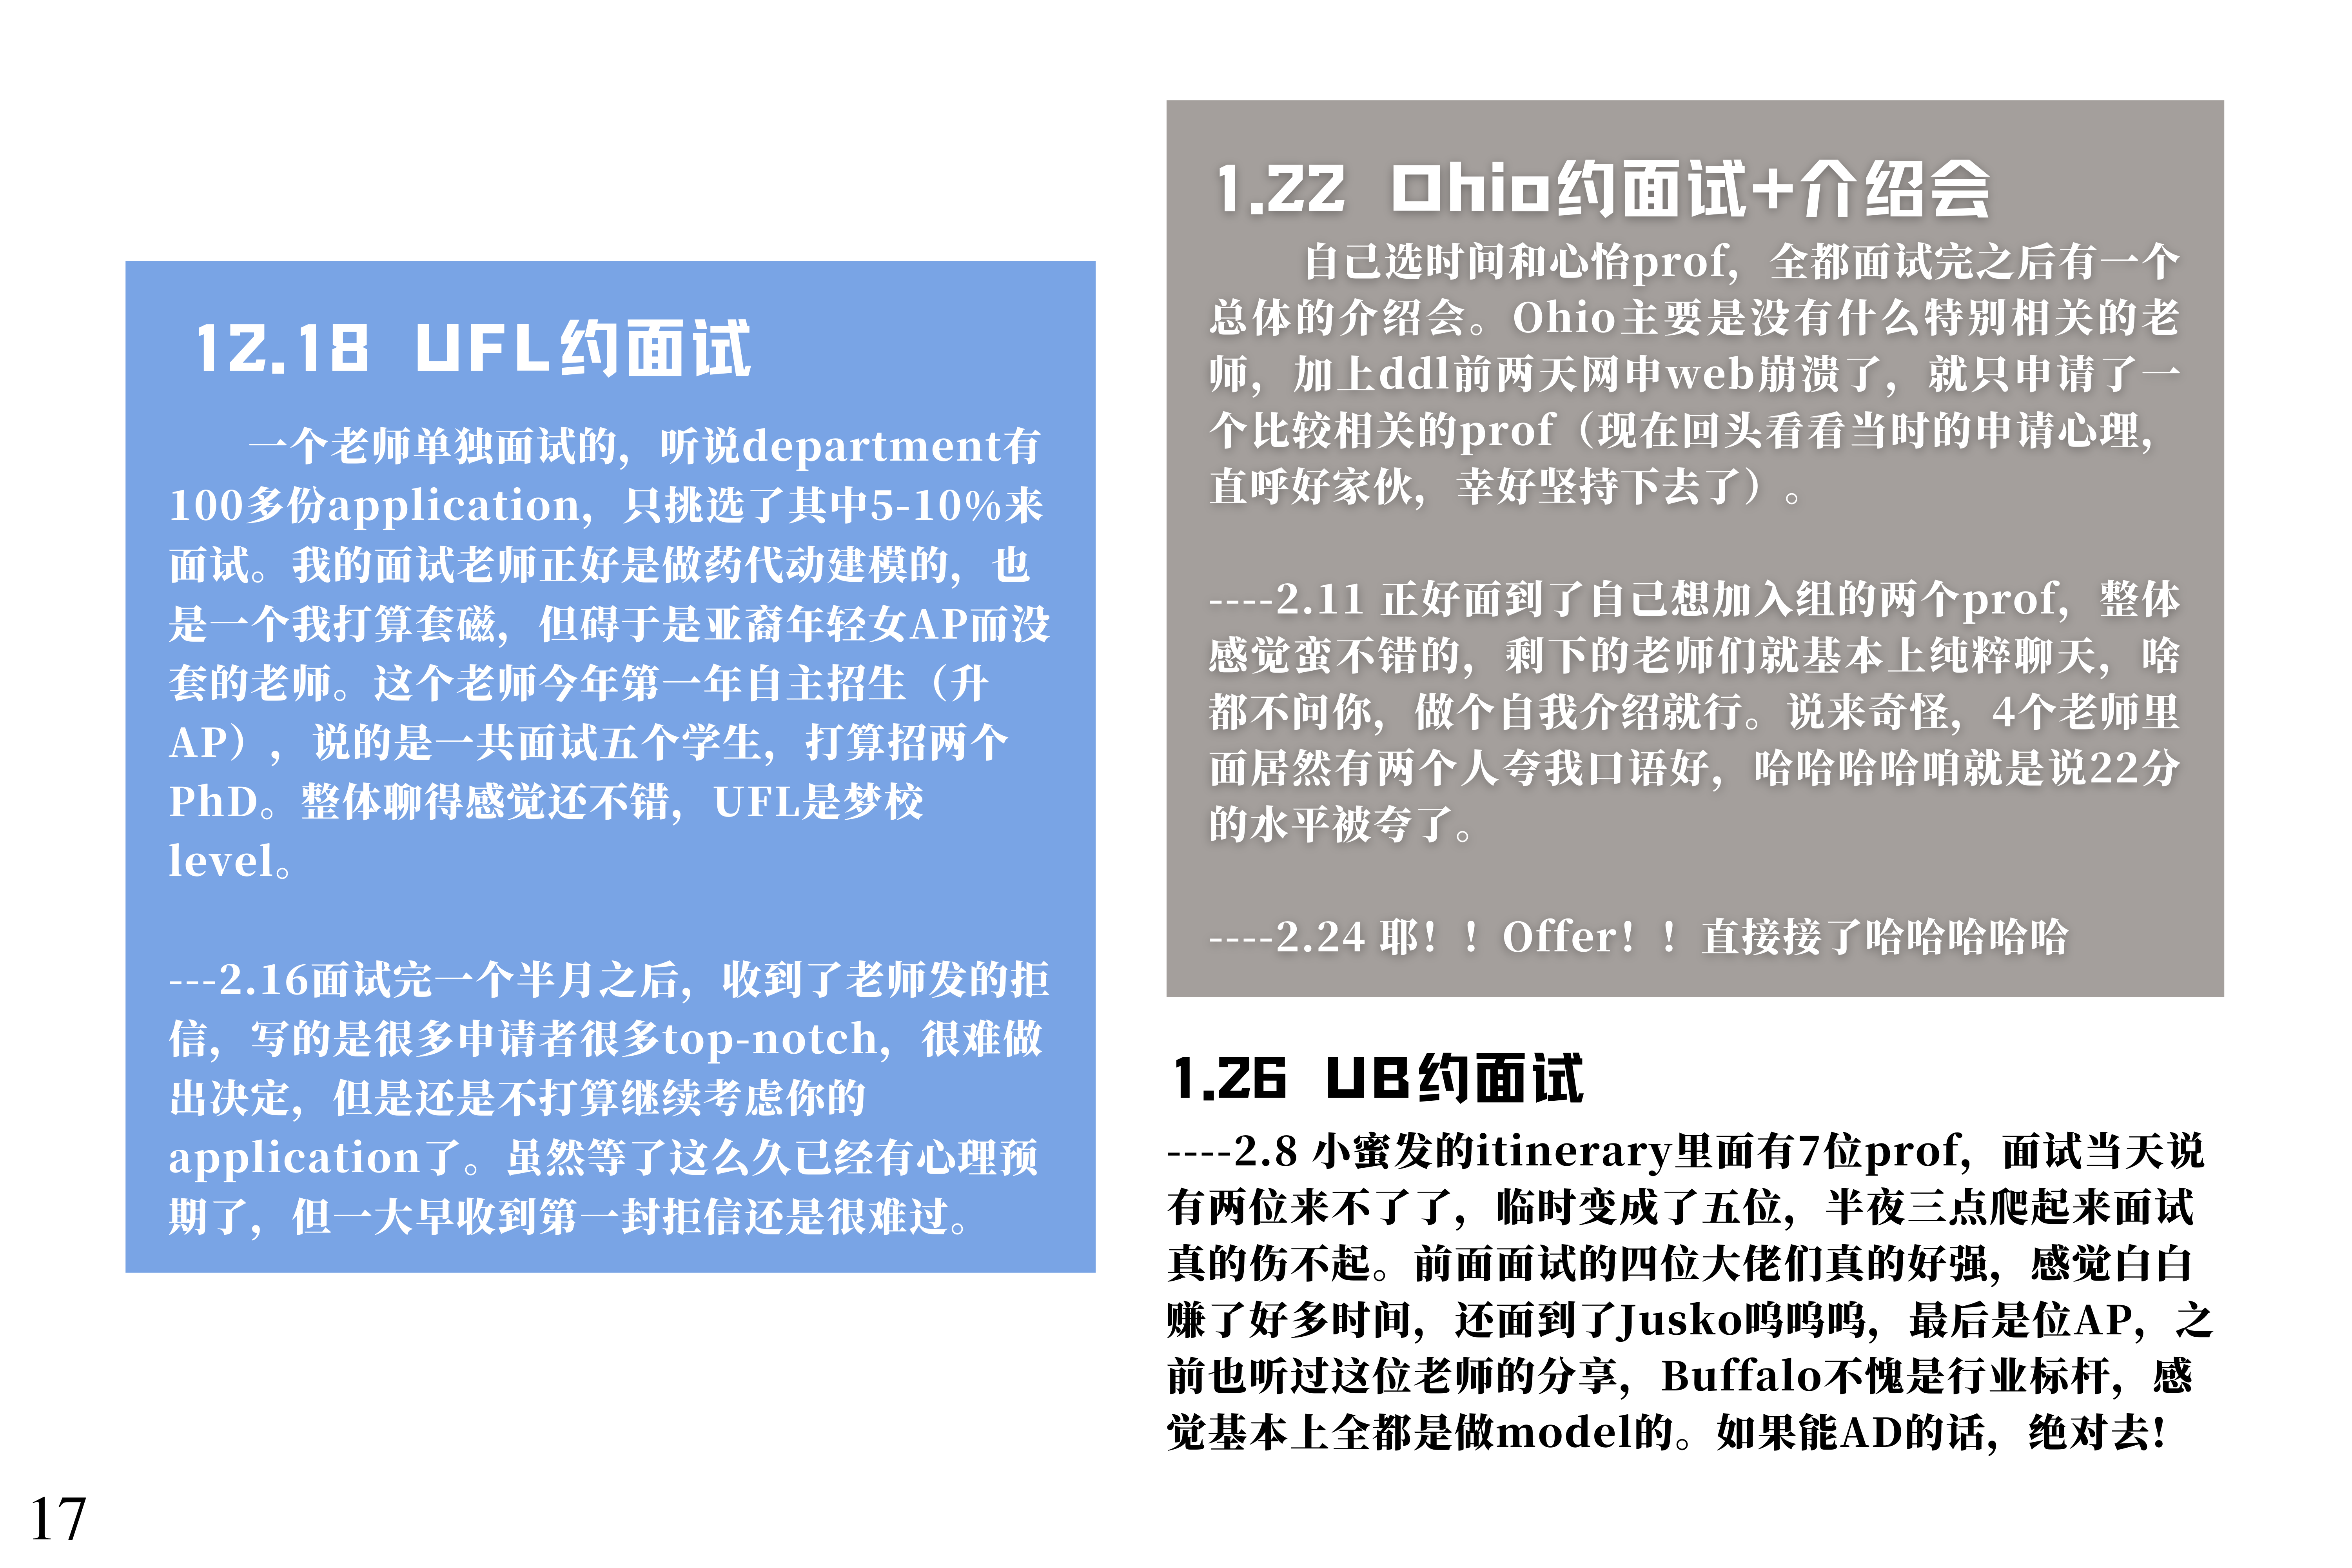 12.18 UFL约面试
一个老师单独面试的，听说department有
100多份application，只挑选了其中5-10%来
面试。我的面试老师正好是做药代动建模的，也
是一个我打算套磁，但碍于是亚裔年轻女AP而没
套的老师。这个老师今年第一年自主招生（升
AP），说的是一共面试五个学生，打算招两个
PhD。整体聊得感觉还不错，UFL是梦校
level。
---2.16面试完一个半月之后，收到了老师发的拒
信，写的是很多申请者很多top-notch，很难做
出决定，但是还是不打算继续考虑你的
application了。虽然等了这么久已经有心理预
期了，但一大早收到第一封拒信还是很难过。
1.22 Ohio约面试+介绍会
自己选时间和心怡prof，全都面试完之后有一个
总体的介绍会。Ohio主要是没有什么特别相关的老
师，加上ddl前两天网申web崩溃了，就只申请了一
个比较相关的prof（现在回头看看当时的申请心理，
直呼好家伙，幸好坚持下去了）。
----2.11 正好面到了自己想加入组的两个prof，整体
感觉蛮不错的，剩下的老师们就基本上纯粹聊天，啥
都不问你，做个自我介绍就行。说来奇怪，4个老师里
面居然有两个人夸我口语好，哈哈哈哈咱就是说22分
的水平被夸了。
----2.24 耶！！Offer！！直接接了哈哈哈哈哈
1.26 UB约面试
----2.8 小蜜发的itinerary里面有7位prof，面试当天说
有两位来不了了，临时变成了五位，半夜三点爬起来面试
真的伤不起。前面面试的四位大佬们真的好强，感觉白白
赚了好多时间，还面到了Jusko呜呜呜，最后是位AP，之
前也听过这位老师的分享，Buffalo不愧是行业标杆，感
觉基本上全都是做model的。如果能AD的话，绝对去！
17